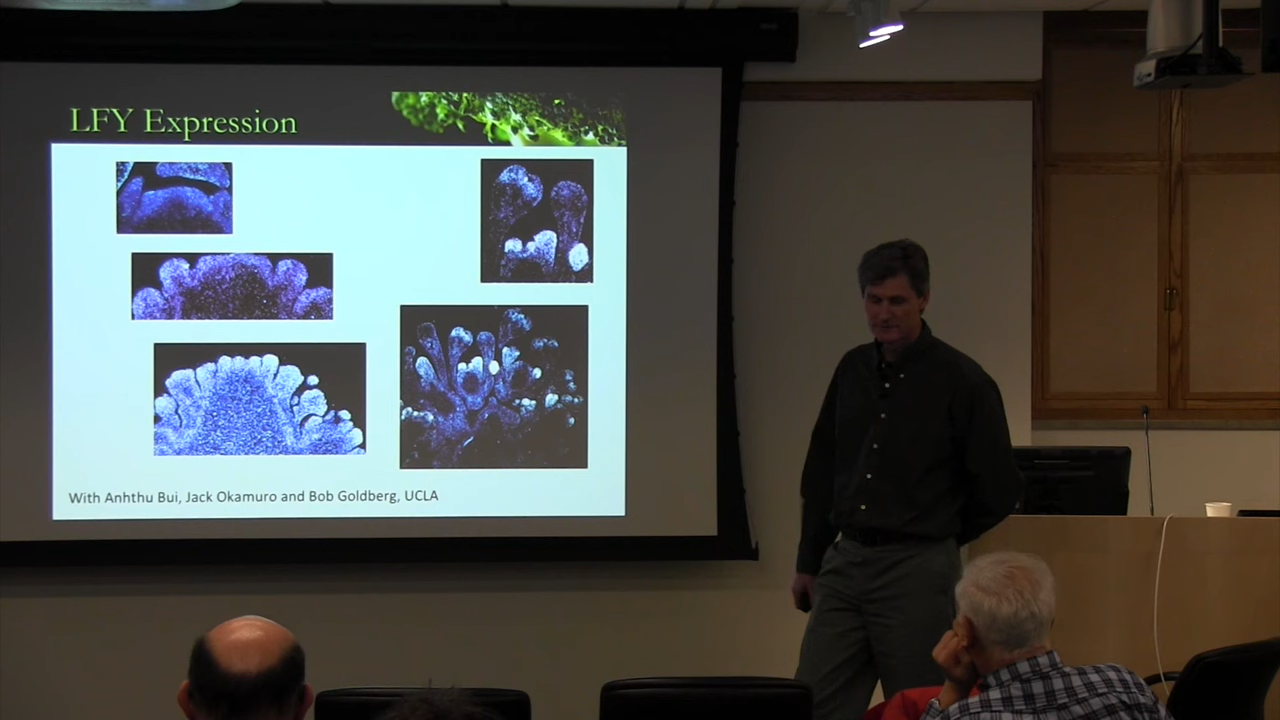 LFY Expression
With Anhthu Bui, Jack Okamuro and Bob Goldberg, UCLA